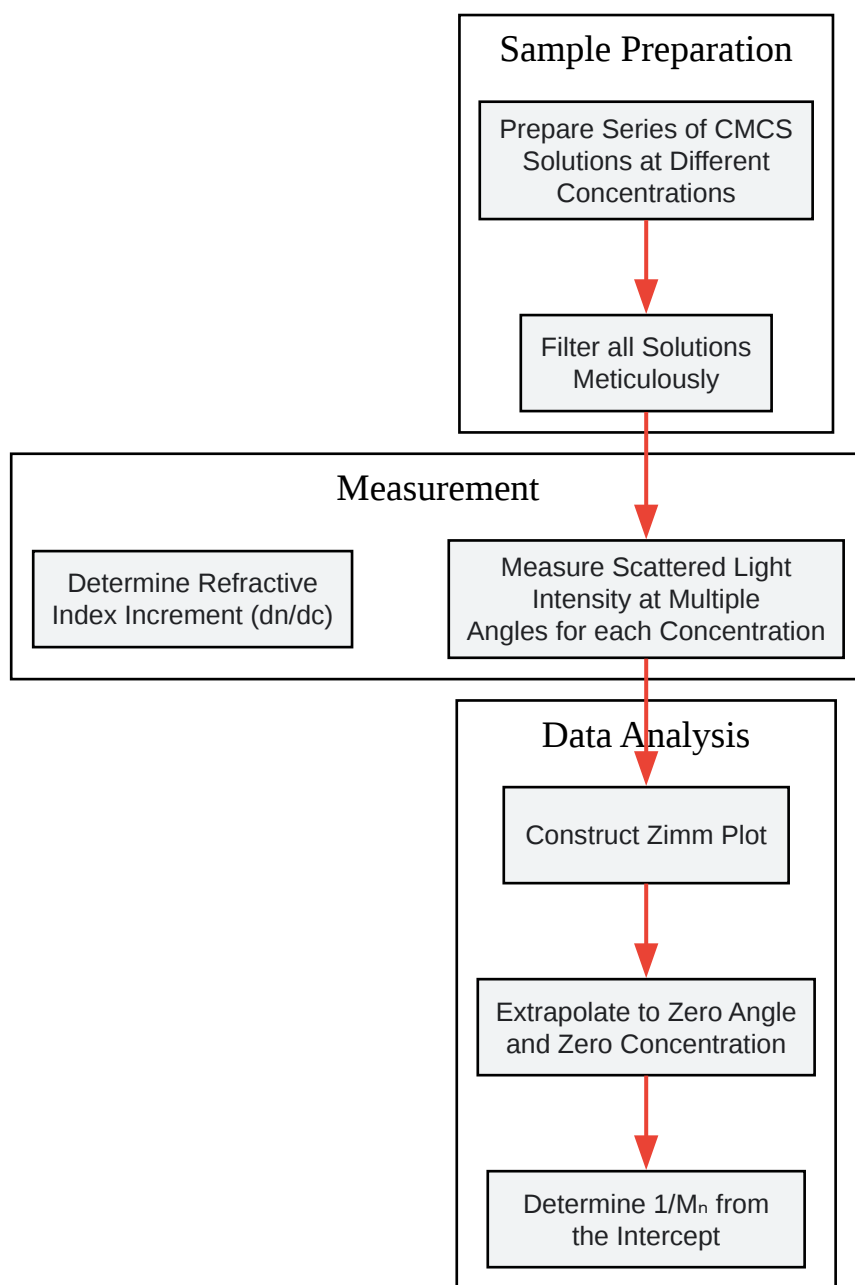 Sample Preparation
Prepare Series of CMCS
Solutions at Different
Concentrations
Filter all Solutions
Meticulously
Measurement
Determine Refractive
Index Increment (dn/dc)
Measure Scattered Light
Intensity at Multiple
Angles for each Concentration
Data Analysis
Construct Zimm Plot
Extrapolate to Zero Angle
and Zero Concentration
Determine 1/Mₙ from
the Intercept